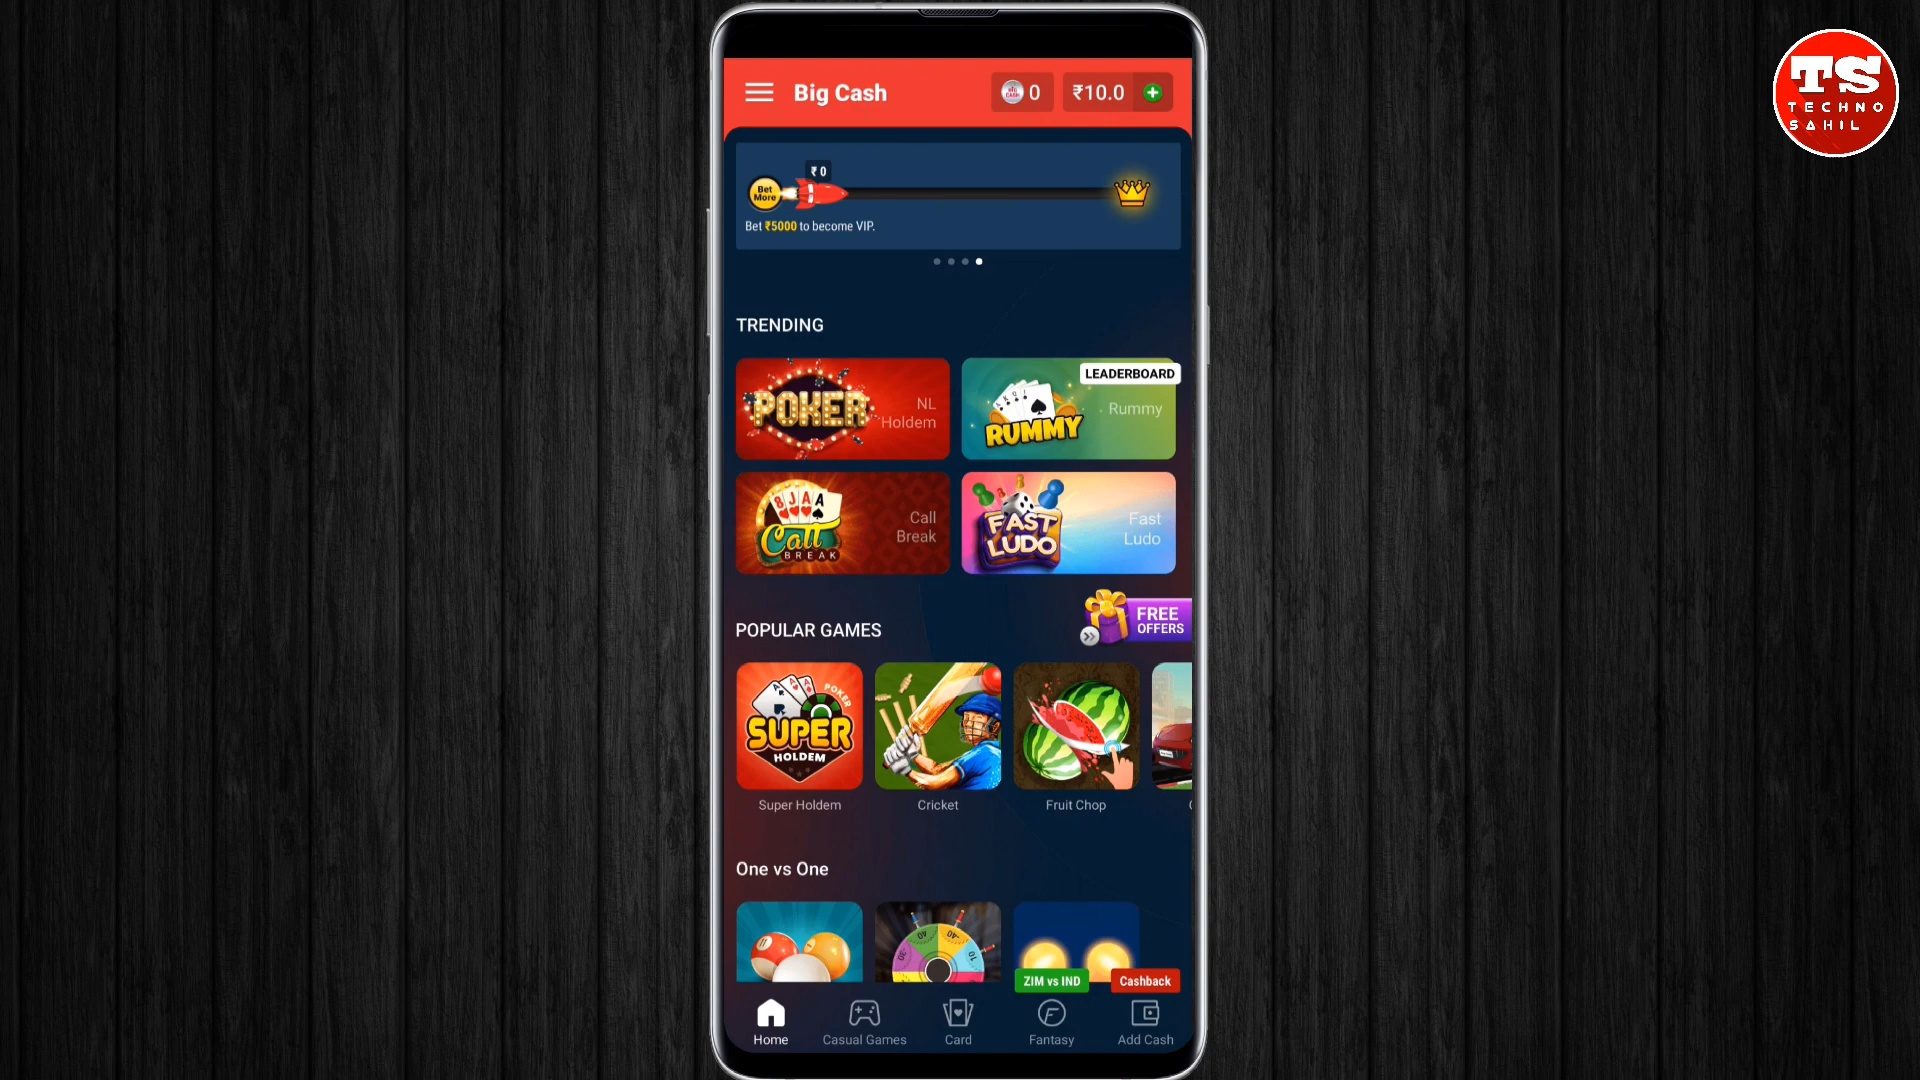 Big Cash
0
₹10.0
TS
TECHNO
SAHIL
₹ 0
Bet
More
Bet ₹5000 to become VIP.
TRENDING
POKER
NL
Holdem
LEADERBOARD
RUMMY
Rummy
8 J A A
Call
BREAK
Call
Break
FAST
LUDO
Fast
Ludo
FREE
OFFERS
POPULAR GAMES
POKER
SUPER
HOLDEM
Super Holdem
Cricket
Fruit Chop
One vs One
ZIM vs IND
Cashback
Home
Casual Games
Card
Fantasy
Add Cash